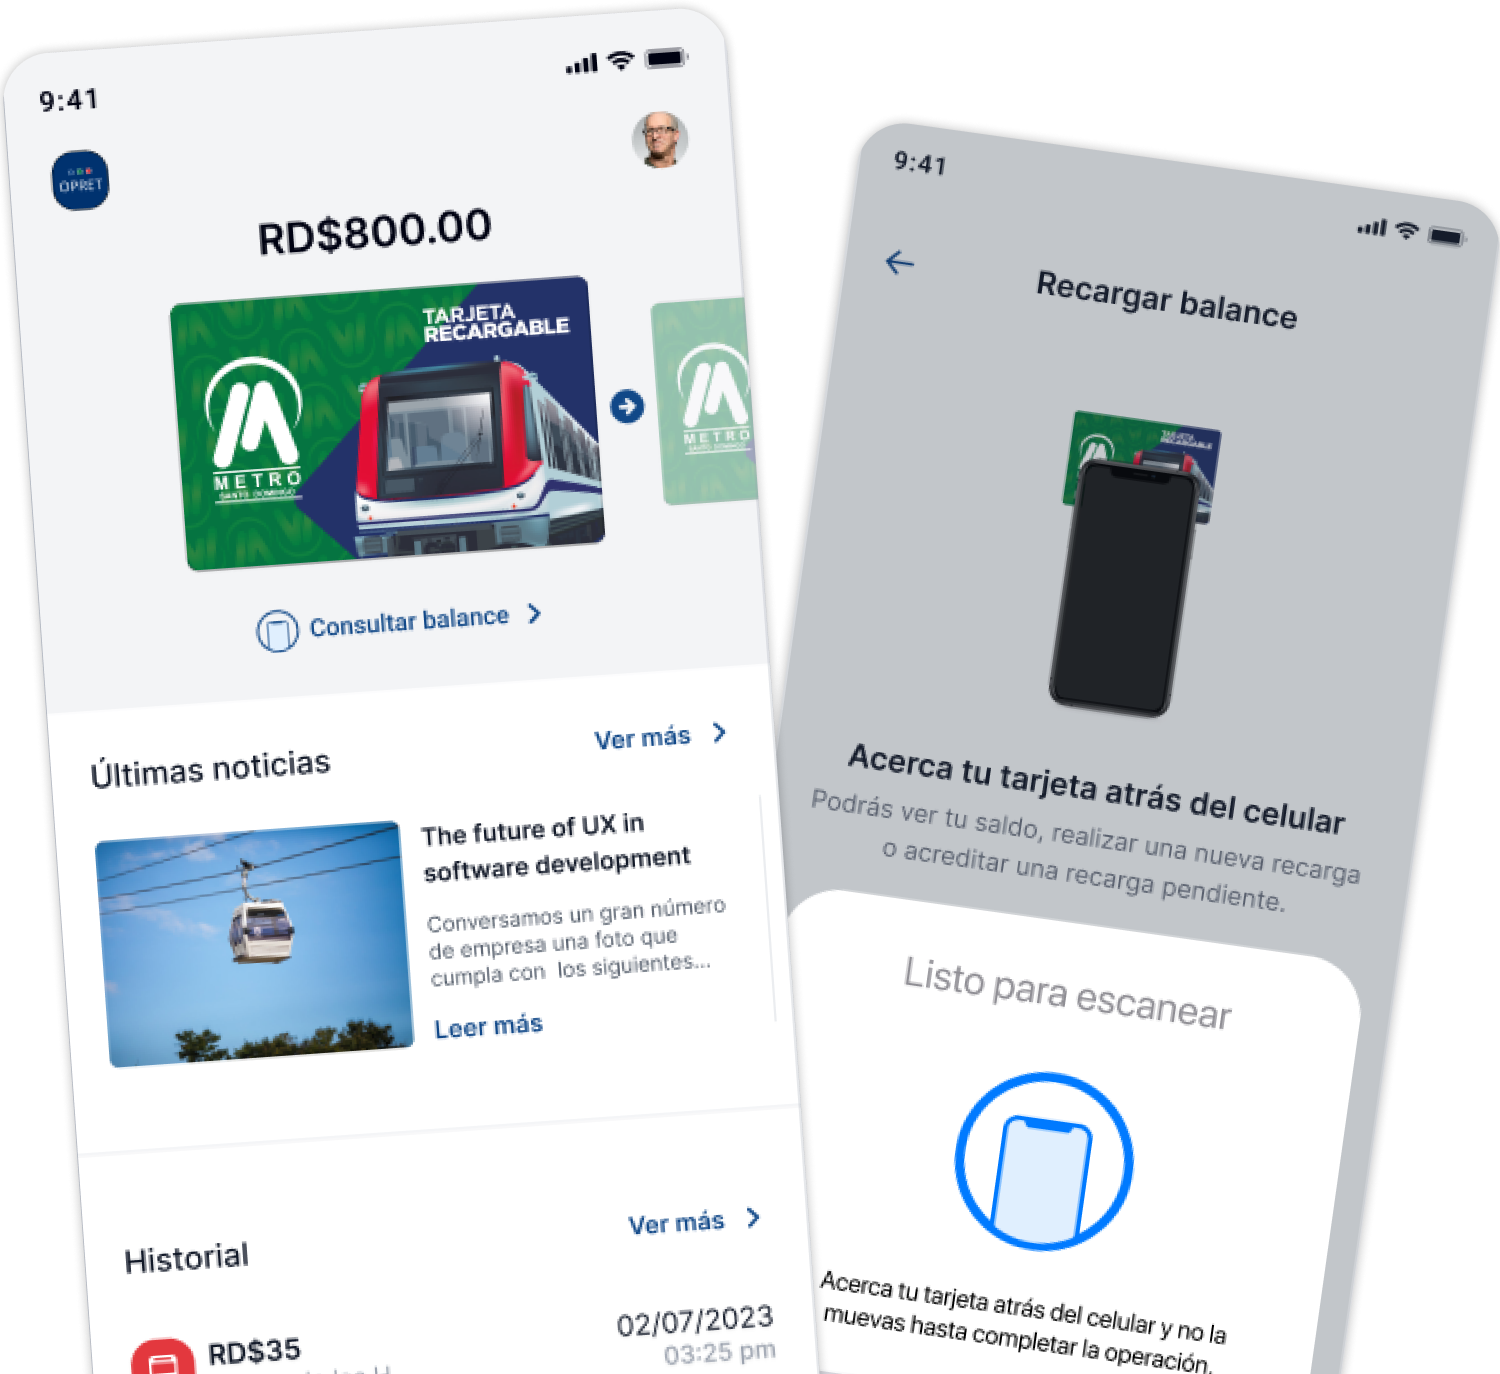 9:41
OPRET
RD$800.00
TARJETA
RECARGABLE
METRO
SANTO DOMINGO
METRO
SANTO DOMINGO
Consultar balance
Últimas noticias
Ver más
The future of UX in
software development
Conversamos un gran número
de empresa una foto que
cumpla con los siguientes...
Leer más
Historial
Ver más
RD$35
02/07/2023
03:25 pm
9:41
Recargar balance
TARJETA
RECARGABLE
Acerca tu tarjeta atrás del celular
Podrás ver tu saldo, realizar una nueva recarga
o acreditar una recarga pendiente.
Listo para escanear
Acerca tu tarjeta atrás del celular y no la
muevas hasta completar la operación.